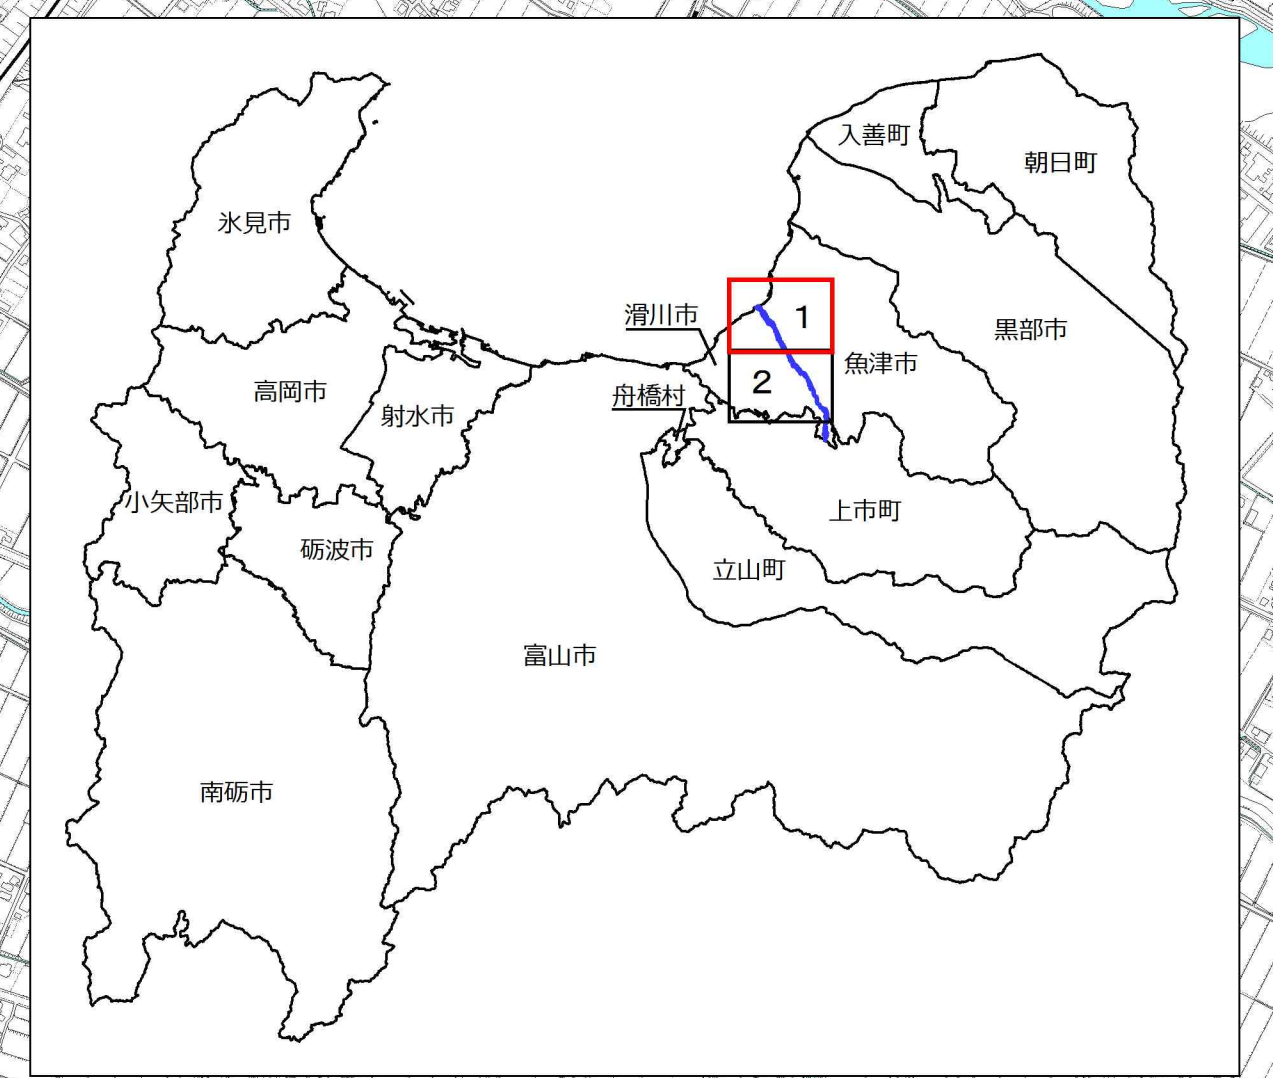 入善町
朝日町
氷見市
滑川市
1
黒部市
魚津市
2
舟橋村
高岡市
射水市
小矢部市
上市町
砺波市
立山町
富山市
南砺市